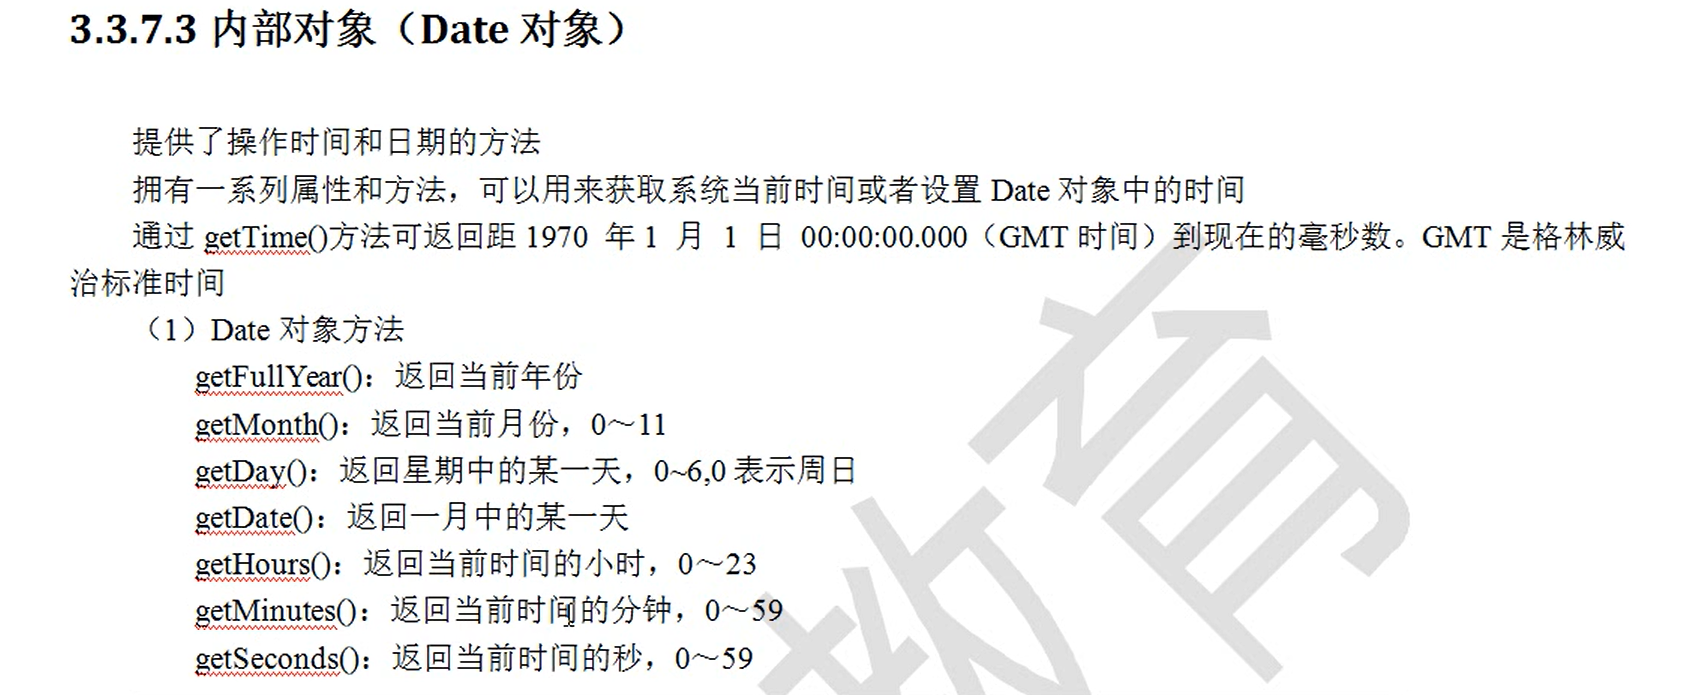 3.3.7.3 内部对象（Date 对象）
提供了操作时间和日期的方法
拥有一系列属性和方法，可以用来获取系统当前时间或者设置 Date 对象中的时间
通过 getTime()方法可返回距 1970 年 1 月 1 日 00:00:00.000（GMT 时间）到现在的毫秒数。GMT 是格林威
治标准时间
（1）Date 对象方法
getFullYear()：返回当前年份
getMonth()：返回当前月份，0～11
getDay()：返回星期中的某一天，0~6,0 表示周日
getDate()：返回一月中的某一天
getHours()：返回当前时间的小时，0～23
getMinutes()：返回当前时间的分钟，0～59
getSeconds()：返回当前时间的秒，0～59
教育